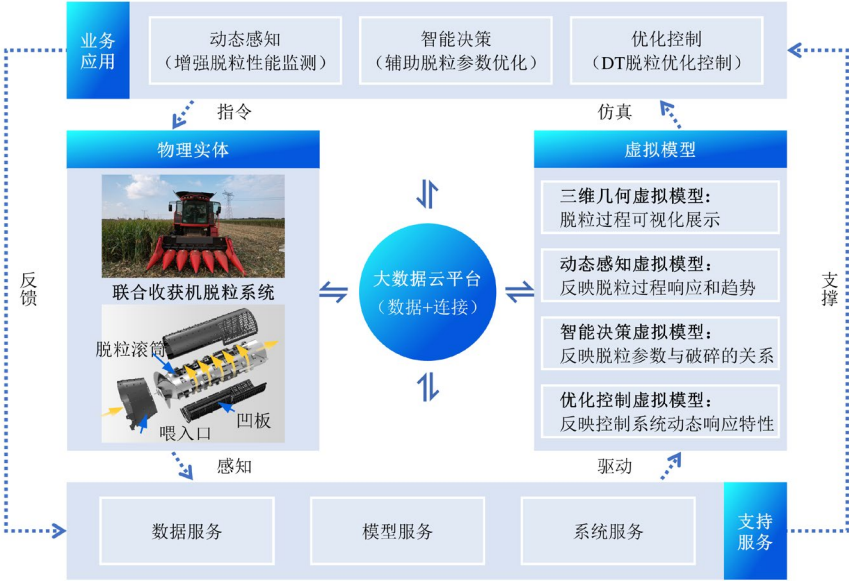 业务
应用
动态感知
（增强脱粒性能监测）
智能决策
（辅助脱粒参数优化）
优化控制
（DT脱粒优化控制）
指令
仿真
物理实体
联合收获机脱粒系统
脱粒滚筒
凹板
喂入口
大数据云平台
（数据+连接）
虚拟模型
三维几何虚拟模型：
脱粒过程可视化展示
动态感知虚拟模型：
反映脱粒过程响应和趋势
智能决策虚拟模型：
反映脱粒参数与破碎的关系
优化控制虚拟模型：
反映控制系统动态响应特性
反馈
支撑
感知
驱动
数据服务
模型服务
系统服务
支持
服务